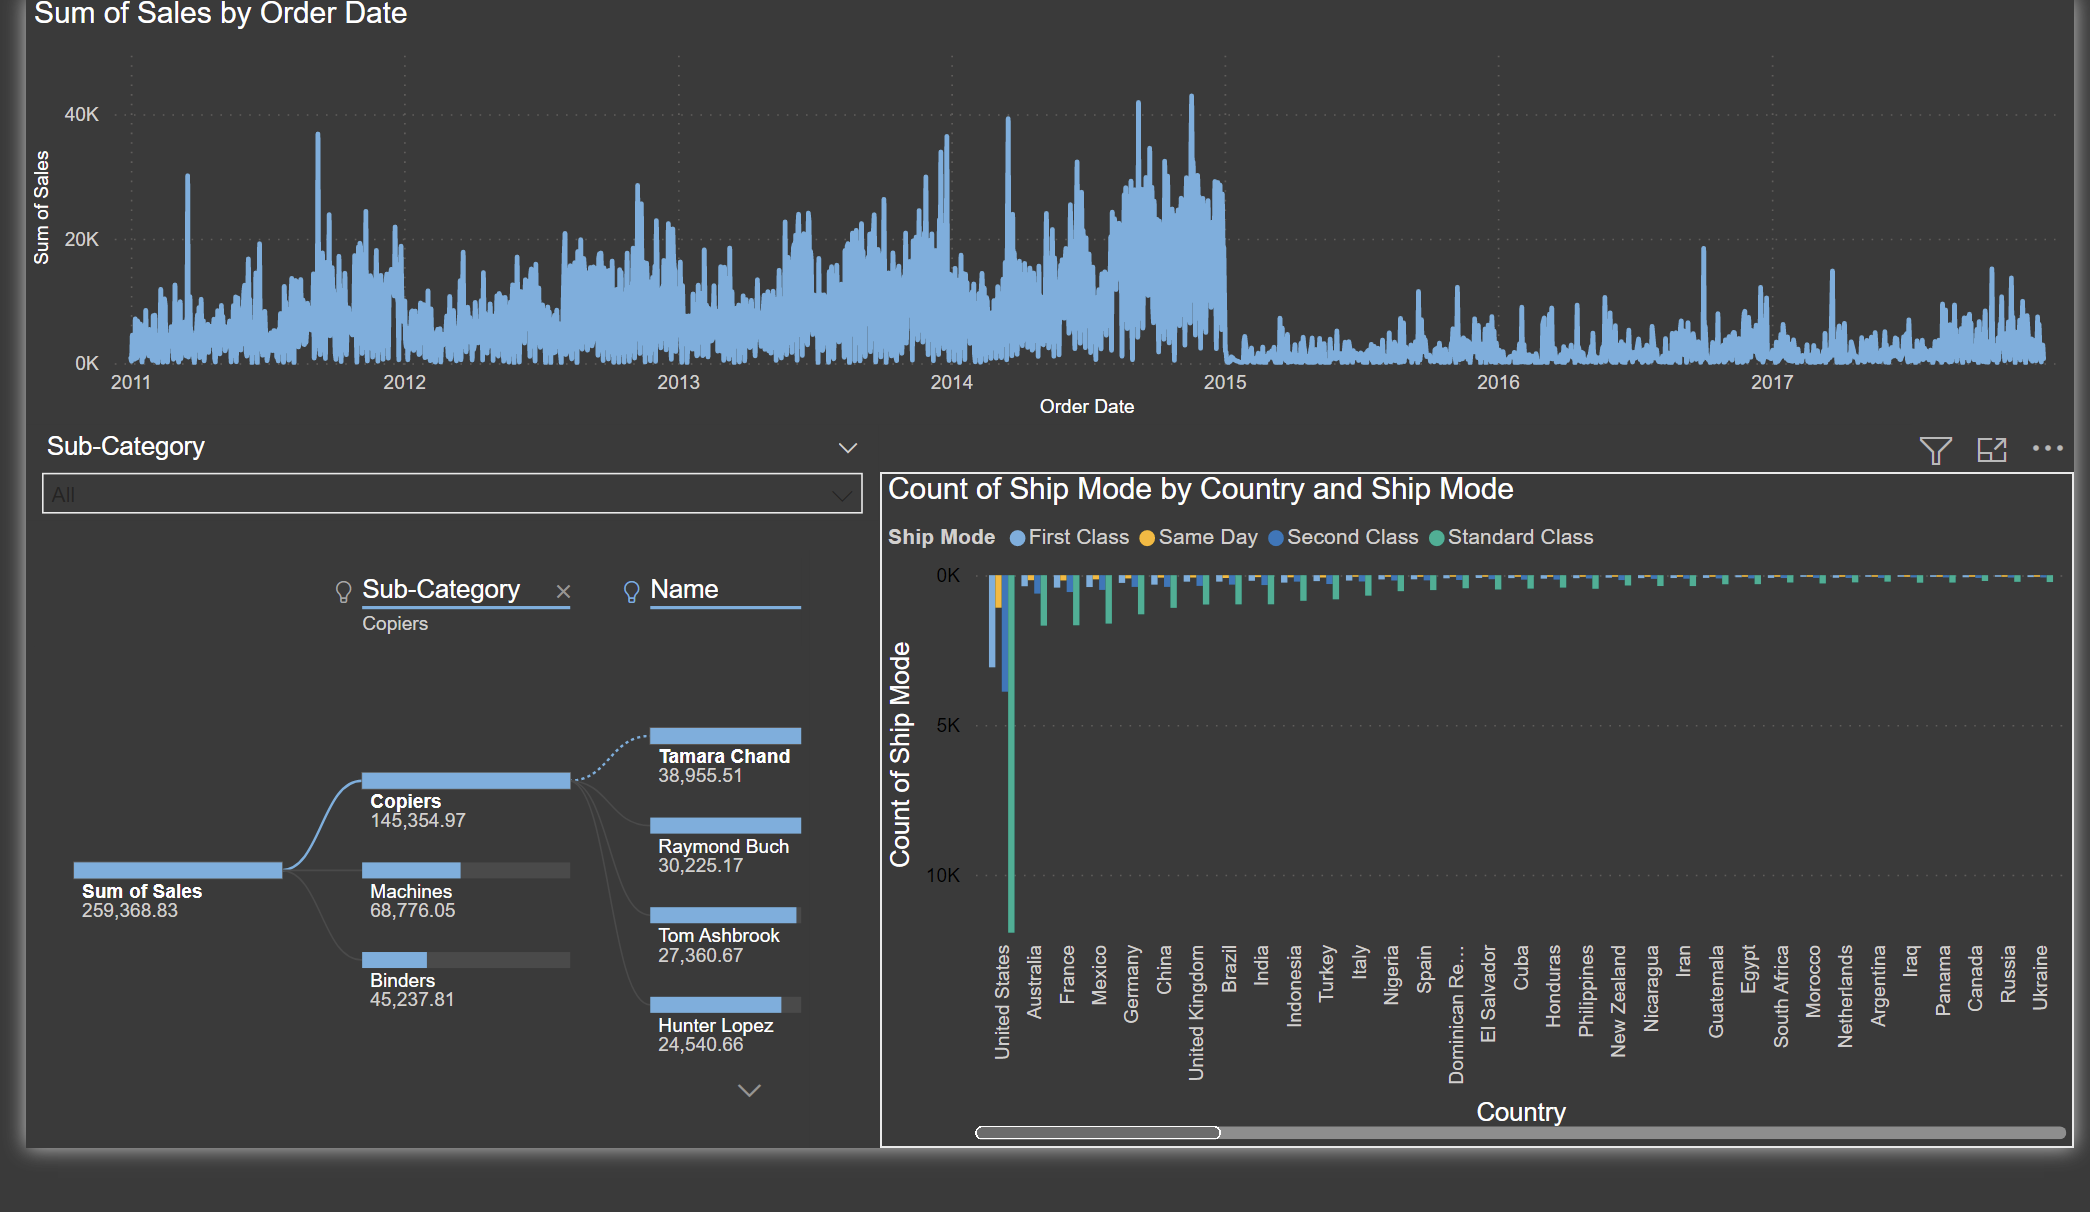 Sum of Sales by Order Date
Sum of Sales
40K
20K
0K
2011 2012 2013 2014 2015 2016 2017
Order Date
Sub-Category
All
Sub-Category
Copiers
Name
Sum of Sales
259,368.83
Copiers
145,354.97
Machines
68,776.05
Binders
45,237.81
Tamara Chand
38,955.51
Raymond Buch
30,225.17
Tom Ashbrook
27,360.67
Hunter Lopez
24,540.66
Count of Ship Mode by Country and Ship Mode
Ship Mode First Class Same Day Second Class Standard Class
Count of Ship Mode
0K
5K
10K
United States
Australia
France
Mexico
Germany
China
United Kingdom
Brazil
India
Indonesia
Turkey
Italy
Nigeria
Spain
Dominican Re...
El Salvador
Cuba
Honduras
Philippines
New Zealand
Nicaragua
Iran
Guatemala
Egypt
South Africa
Morocco
Netherlands
Argentina
Iraq
Panama
Canada
Russia
Ukraine
Country